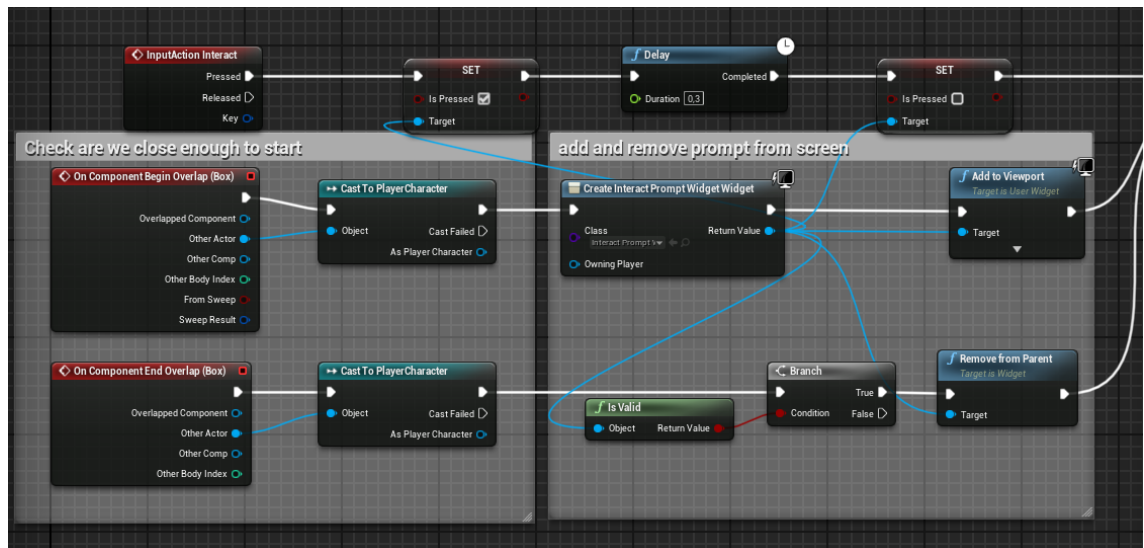 InputAction Interact
Pressed
Released
Key
SET
Is Pressed
Target
Delay
Completed
Duration 0,3
SET
Is Pressed
Target
Check are we close enough to start
On Component Begin Overlap (Box)
Overlapped Component
Other Actor
Other Comp
Other Body Index
From Sweep
Sweep Result
Cast To PlayerCharacter
Object
Cast Failed
As Player Character
add and remove prompt from screen
Create Interact Prompt Widget Widget
Class
Return Value
Interact Prompt
Owning Player
Add to Viewport
Target is User Widget
Target
On Component End Overlap (Box)
Overlapped Component
Other Actor
Other Comp
Other Body Index
Cast To PlayerCharacter
Object
Cast Failed
As Player Character
Is Valid
Object Return Value
Branch
True
Condition False
Remove from Parent
Target is Widget
Target